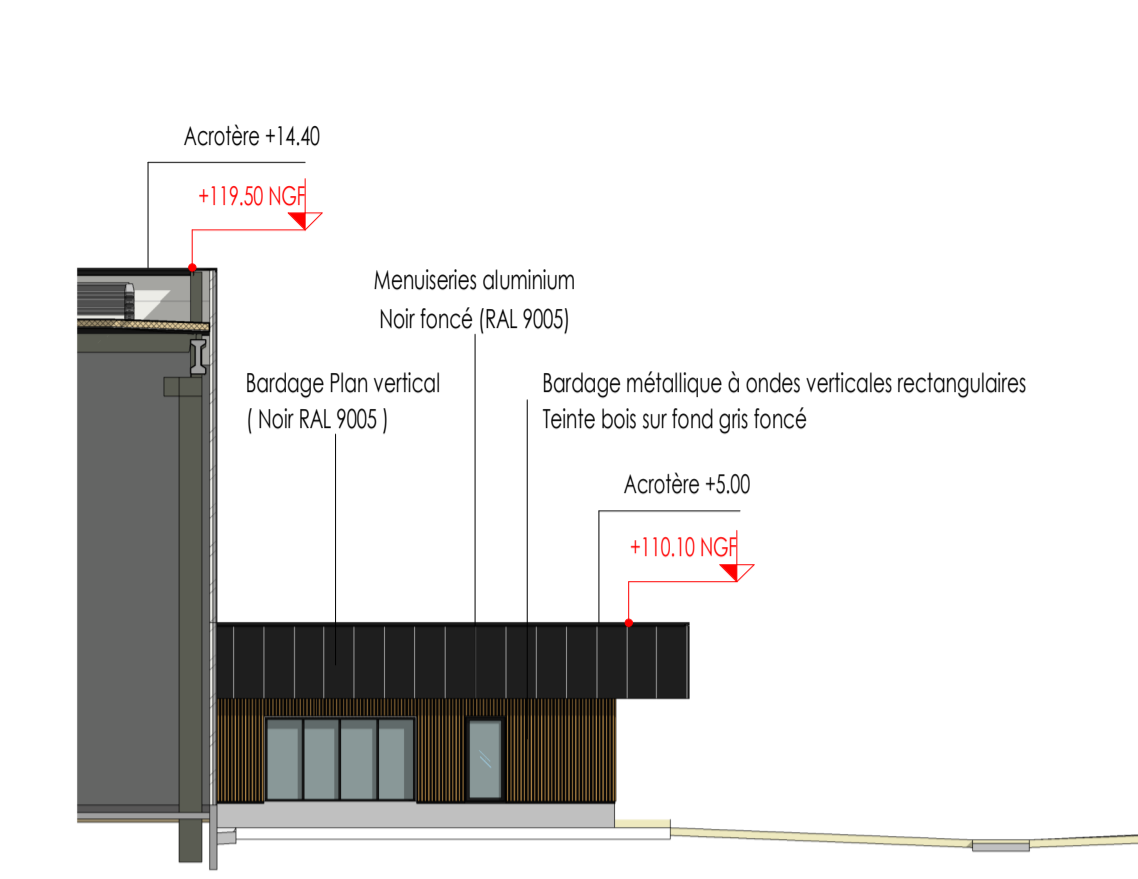 Acrotère +14.40
+119.50 NGF
Menuiseries aluminium
Noir foncé (RAL 9005)
Bardage Plan vertical
( Noir RAL 9005 )
Bardage métallique à ondes verticales rectangulaires
Teinte bois sur fond gris foncé
Acrotère +5.00
+110.10 NGF